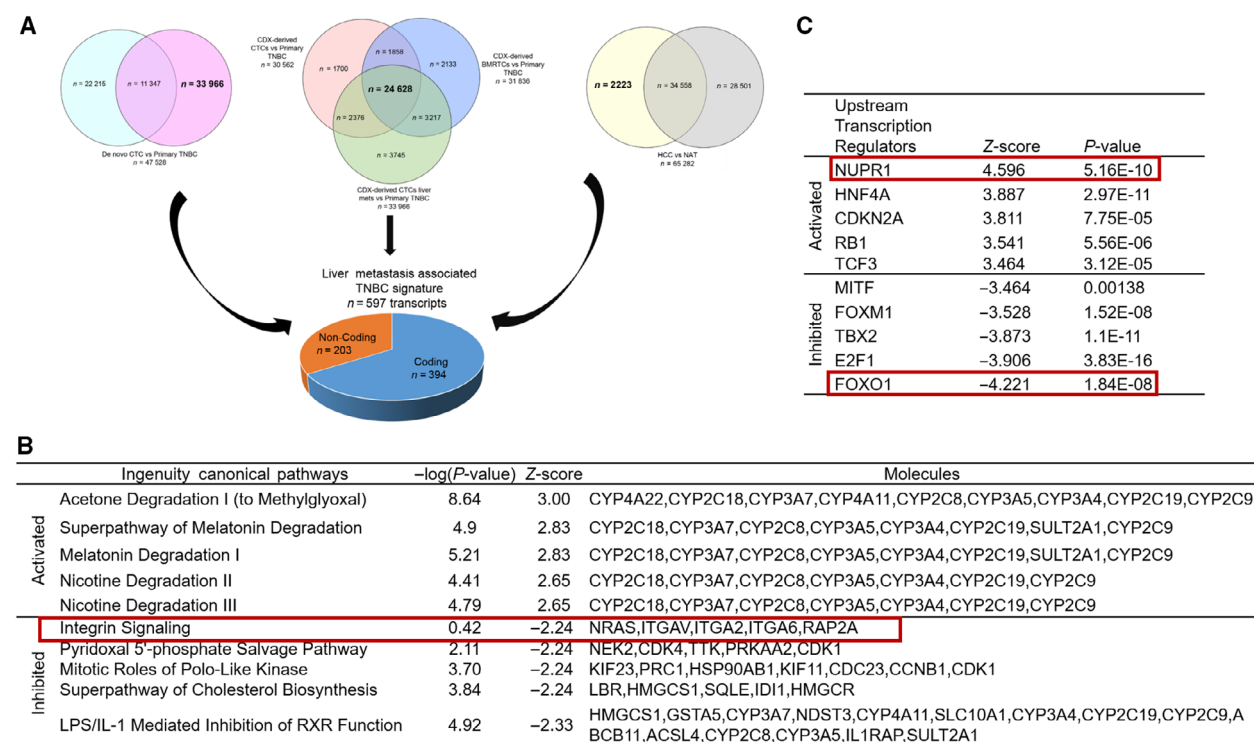 A
n = 22 215
n = 11 347
n = 33 966
De novo CTC vs Primary TNBC
n = 47 528
CDX-derived
CTCs vs Primary
TNBC
n = 30 562
n = 1858
n = 1700
n = 2133
n = 24 628
n = 2376
n = 3217
n = 3745
CDX-derived
BMRTCs vs Primary
TNBC
n = 31 836
CDX-derived CTCs liver
mets vs Primary TNBC
n = 33 966
n = 2223
n = 34 558
n = 28 501
HCC vs NAT
n = 65 282
Liver metastasis associated
TNBC signature
n = 597 transcripts
Non-Coding
n = 203
Coding
n = 394
C
Upstream
Transcription
Regulators Z-score P-value
Activated
NUPR1 4.596 5.16E-10
HNF4A 3.887 2.97E-11
CDKN2A 3.811 7.75E-05
RB1 3.541 5.56E-06
TCF3 3.464 3.12E-05
Inhibited
MITF –3.464 0.00138
FOXM1 –3.528 1.52E-08
TBX2 –3.873 1.1E-11
E2F1 –3.906 3.83E-16
FOXO1 –4.221 1.84E-08
B
Ingenuity canonical pathways –log(P-value) Z-score Molecules
Activated
Acetone Degradation I (to Methylglyoxal) 8.64 3.00 CYP4A22,CYP2C18,CYP3A7,CYP4A11,CYP2C8,CYP3A5,CYP3A4,CYP2C19,CYP2C9
Superpathway of Melatonin Degradation 4.9 2.83 CYP2C18,CYP3A7,CYP2C8,CYP3A5,CYP3A4,CYP2C19,SULT2A1,CYP2C9
Melatonin Degradation I 5.21 2.83 CYP2C18,CYP3A7,CYP2C8,CYP3A5,CYP3A4,CYP2C19,SULT2A1,CYP2C9
Nicotine Degradation II 4.41 2.65 CYP2C18,CYP3A7,CYP2C8,CYP3A5,CYP3A4,CYP2C19,CYP2C9
Nicotine Degradation III 4.79 2.65 CYP2C18,CYP3A7,CYP2C8,CYP3A5,CYP3A4,CYP2C19,CYP2C9
Inhibited
Integrin Signaling 0.42 –2.24 NRAS,ITGAV,ITGA2,ITGA6,RAP2A
Pyridoxal 5'-phosphate Salvage Pathway 2.11 –2.24 NEK2,CDK4,TTK,PRKAA2,CDK1
Mitotic Roles of Polo-Like Kinase 3.70 –2.24 KIF23,PRC1,HSP90AB1,KIF11,CDC23,CCNB1,CDK1
Superpathway of Cholesterol Biosynthesis 3.84 –2.24 LBR,HMGCS1,SQLE,IDI1,HMGCR
LPS/IL-1 Mediated Inhibition of RXR Function 4.92 –2.33 HMGCS1,GSTA5,CYP3A7,NDST3,CYP4A11,SLC10A1,CYP3A4,CYP2C19,CYP2C9,A
BCB11,ACSL4,CYP2C8,CYP3A5,IL1RAP,SULT2A1